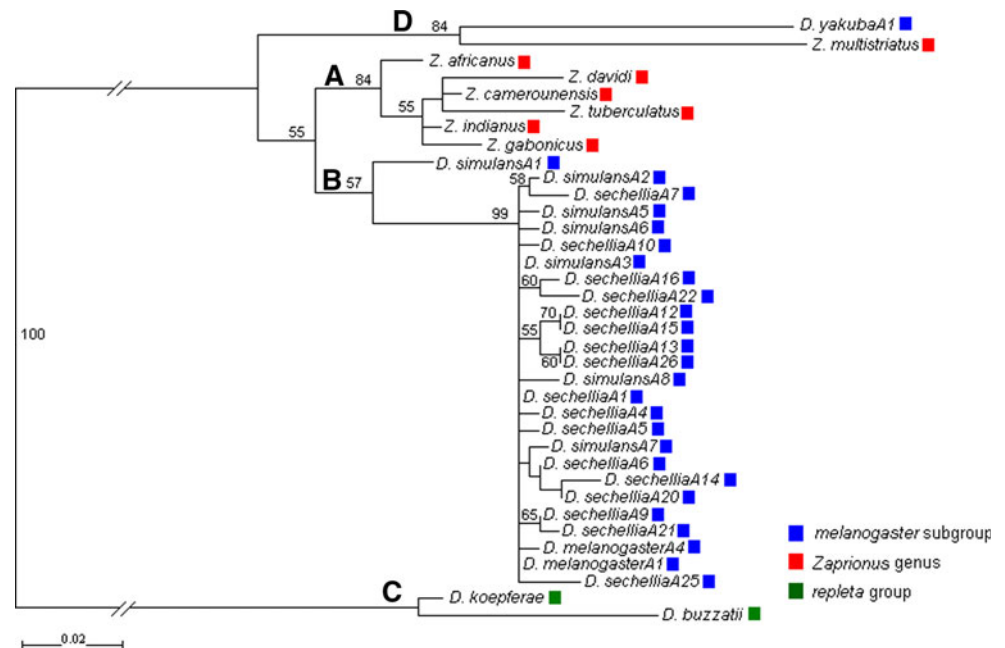 D
84
D. yakubaA1
Z. multistriatus
A
84
Z. africanus
Z. davidi
Z. camerounensis
55
Z. tuberculatus
Z. indianus
Z. gabonicus
55
B
57
D. simulansA1
58
D. simulansA2
D. sechelliaA7
99
D. simulansA5
D. simulansA6
D. sechelliaA10
D. simulansA3
60
D. sechelliaA16
D. sechelliaA22
70
D. sechelliaA12
D. sechelliaA15
55
D. sechelliaA13
60
D. sechelliaA26
D. simulansA8
D. sechelliaA1
D. sechelliaA4
D. sechelliaA5
D. simulansA7
D. sechelliaA6
D. sechelliaA14
D. sechelliaA20
65
D. sechelliaA9
D. sechelliaA21
D. melanogasterA4
D. melanogasterA1
D. sechelliaA25
100
C
D. koepferae
D. buzzatii
melanogaster subgroup
Zaprionus genus
repleta group
0.02